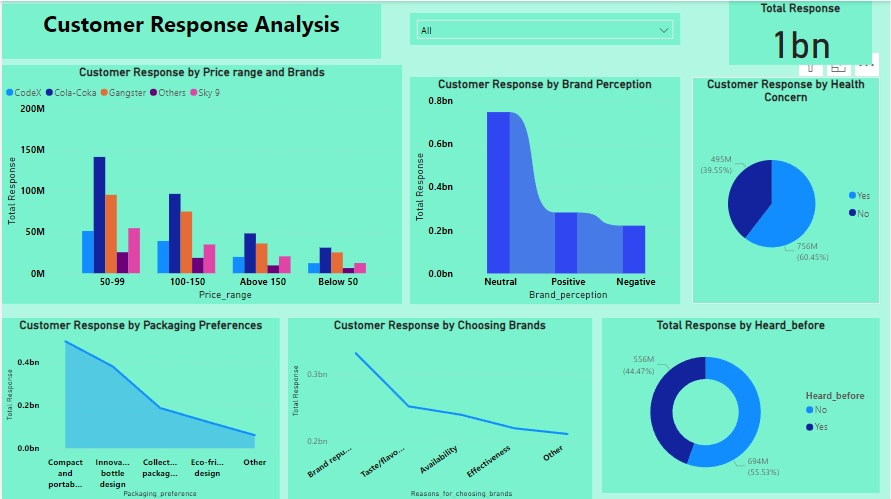 Customer Response Analysis
All
Total Response
1bn
Customer Response by Price range and Brands
CodeX Cola-Coka Gangster Others Sky 9
Total Response
200M
150M
100M
50M
0M
50-99
100-150
Above 150
Below 50
Price_range
Customer Response by Brand Perception
Total Response
0.8bn
0.6bn
0.4bn
0.2bn
0.0bn
Neutral
Positive
Negative
Brand_perception
Customer Response by Health
Concern
495M
(39.55%)
756M
(60.45%)
Yes
No
Customer Response by Packaging Preferences
Total Response
0.4bn
0.2bn
0.0bn
Compact
and
portab...
Innova...
bottle
design
Collect...
packag...
Eco-fri...
design
Other
Packaging_preference
Customer Response by Choosing Brands
Total Response
0.3bn
0.2bn
Brand repu...
Taste/flavo...
Availability
Effectiveness
Other
Reasons_for_choosing_brands
Total Response by Heard_before
556M
(44.47%)
694M
(55.53%)
Heard_before
No
Yes